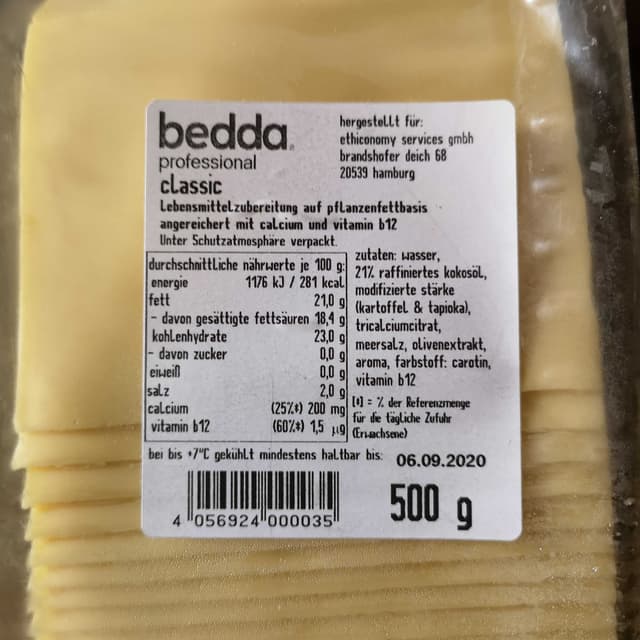 bedda.
professional
classic
hergestellt für:
ethiconomy services gmbh
brandshofer deich 68
20539 hamburg
Lebensmittelzubereitung auf pflanzenfettbasis
angereichert mit calcium und vitamin b12
Unter Schutzatmosphäre verpackt.
durchschnittliche nährwerte je 100 g:
energie 1176 kJ / 281 kcal
fett 21,0 g
- davon gesättigte fettsäuren 18,4 g
kohlenhydrate 23,0 g
- davon zucker 0,0 g
eiweiß 0,0 g
salz 2,0 g
calcium (25%*) 200 mg
vitamin b12 (60%*) 1,5 µg
zutaten: wasser,
21% raffiniertes kokosöl,
modifizierte stärke
(kartoffel & tapioka),
tricalciumcitrat,
meersalz, olivenextrakt,
aroma, farbstoff: carotin,
vitamin b12
(*) = % der Referenzmenge
für die tägliche Zufuhr
(Erwachsene)
bei bis +7°C gekühlt mindestens haltbar bis: 06.09.2020
4 056924 000035
500 g